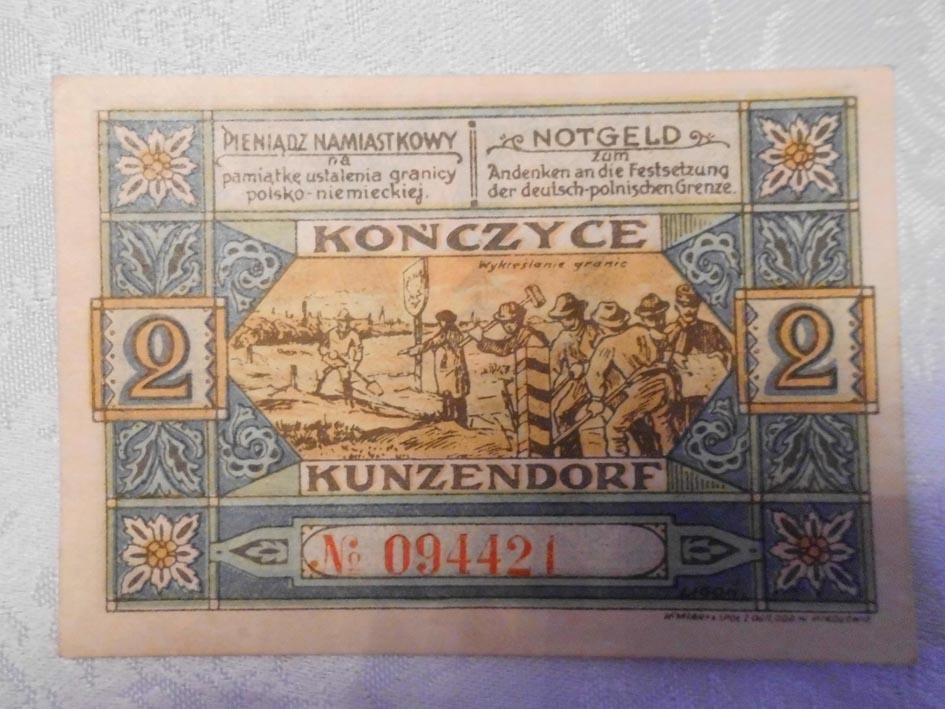 PIENIĄDZ NAMIASTKOWY
na
pamiątkę ustalenia granicy
polsko-niemieckiej.
NOTGELD
zum
Andenken an die Festsetzung
der deutsch-polnischen Grenze.
KOŃCZYCE
Wykreślanie granic
2
2
KUNZENDORF
№ 094421